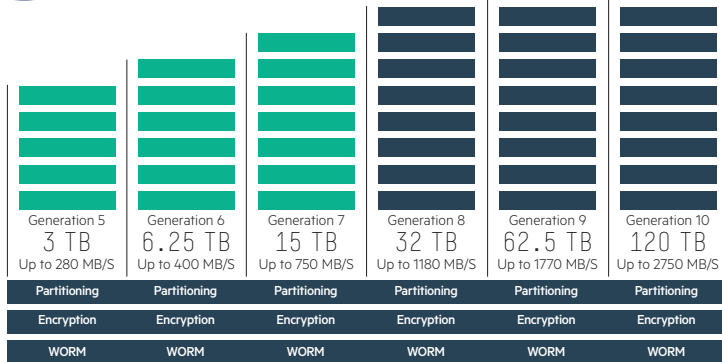 Generation 5 Generation 6 Generation 7 Generation 8 Generation 9 Generation 10
3 TB 6.25 TB 15 TB 32 TB 62.5 TB 120 TB
Up to 280 MB/S Up to 400 MB/S Up to 750 MB/S Up to 1180 MB/S Up to 1770 MB/S Up to 2750 MB/S
Partitioning Partitioning Partitioning Partitioning Partitioning Partitioning
Encryption Encryption Encryption Encryption Encryption Encryption
WORM WORM WORM WORM WORM WORM